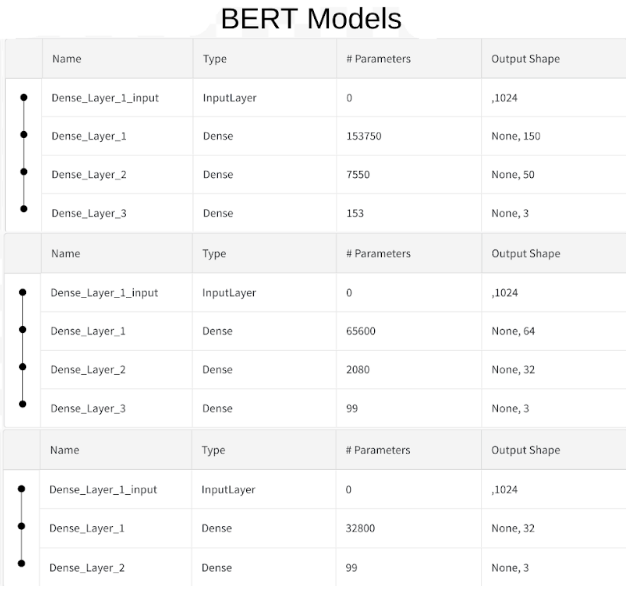 BERT Models
Name Type # Parameters Output Shape
Dense_Layer_1_input InputLayer 0 ,1024
Dense_Layer_1 Dense 153750 None, 150
Dense_Layer_2 Dense 7550 None, 50
Dense_Layer_3 Dense 153 None, 3
Name Type # Parameters Output Shape
Dense_Layer_1_input InputLayer 0 ,1024
Dense_Layer_1 Dense 65600 None, 64
Dense_Layer_2 Dense 2080 None, 32
Dense_Layer_3 Dense 99 None, 3
Name Type # Parameters Output Shape
Dense_Layer_1_input InputLayer 0 ,1024
Dense_Layer_1 Dense 32800 None, 32
Dense_Layer_2 Dense 99 None, 3